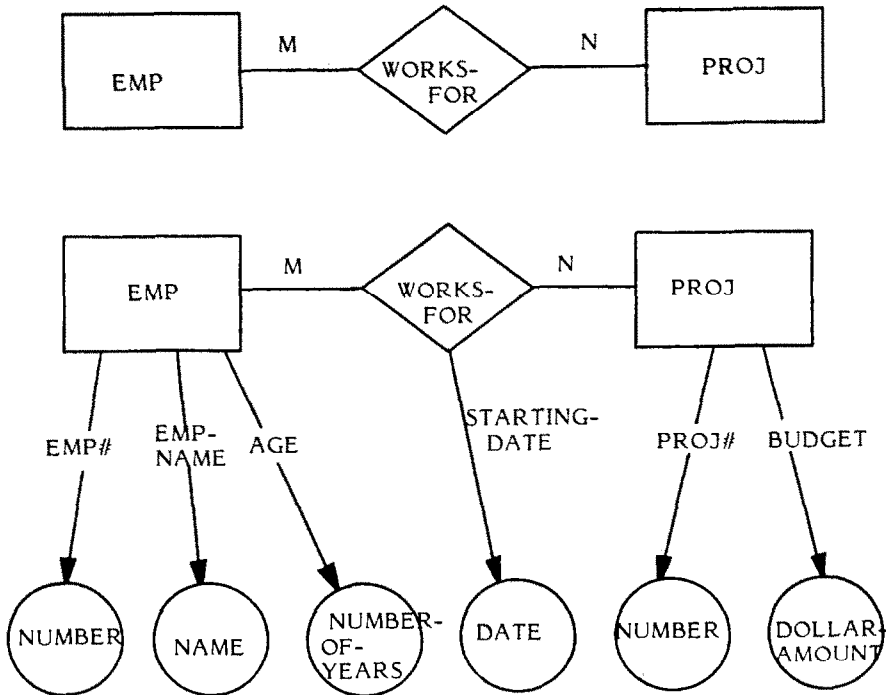 M
N
EMP
WORKS-
FOR
PROJ
M
N
EMP
WORKS-
FOR
PROJ
EMP#
EMP-
NAME
AGE
STARTING-
DATE
PROJ#
BUDGET
NUMBER
NAME
NUMBER-
OF-
YEARS
DATE
NUMBER
DOLLAR-
AMOUNT